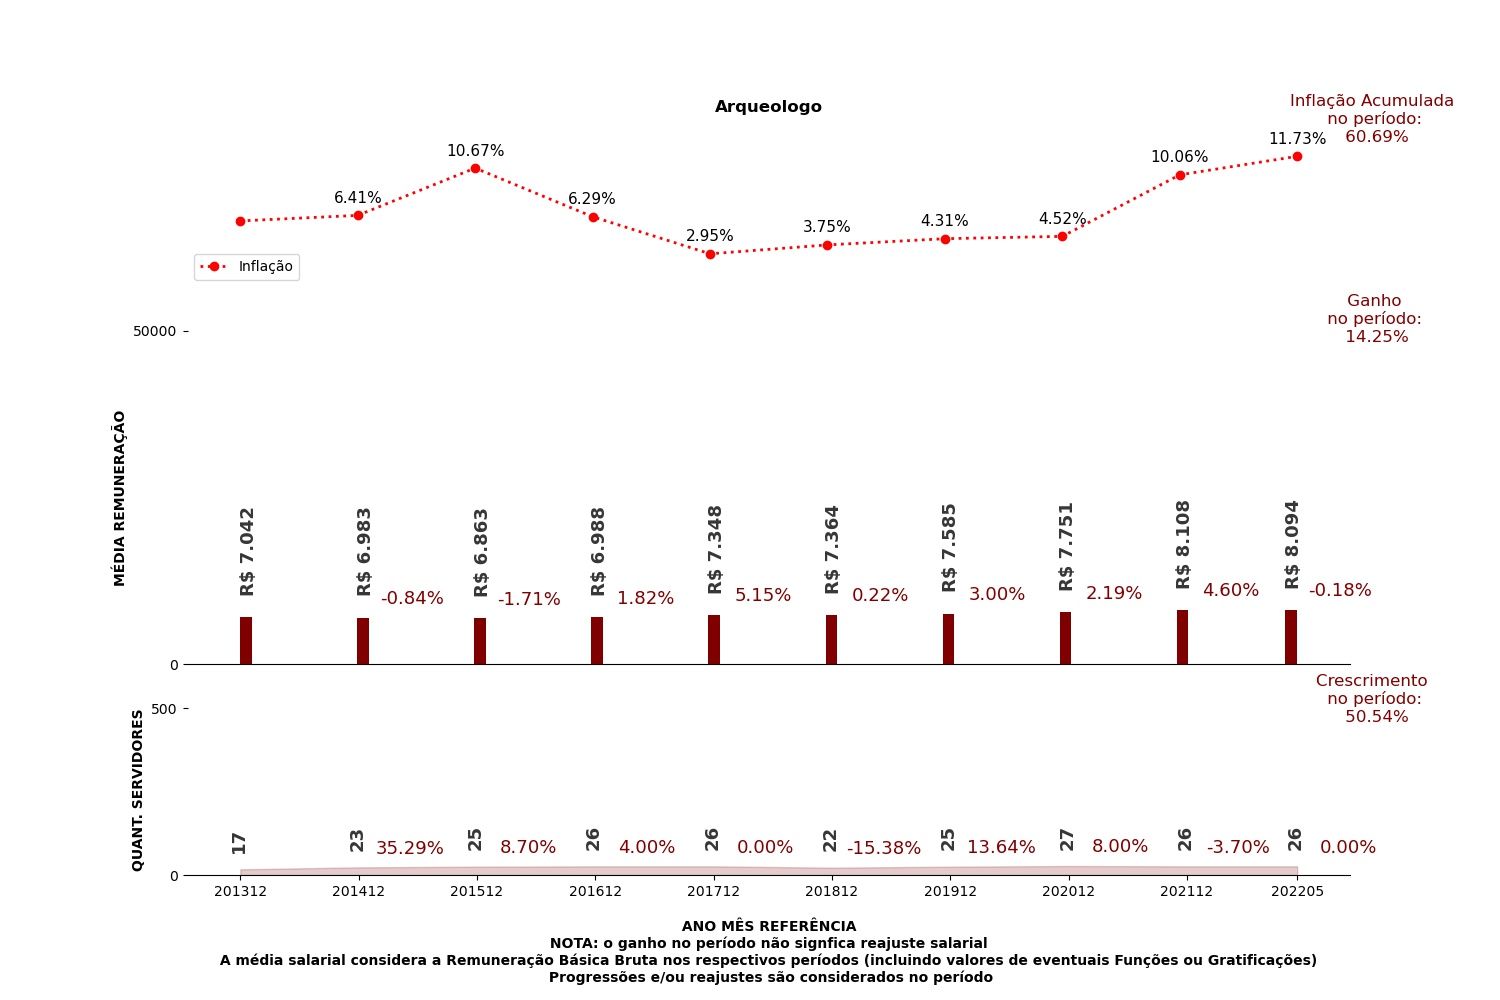 Arqueologo
Inflação Acumulada
no período:
60.69%
6.41%
10.67%
6.29%
2.95%
3.75%
4.31%
4.52%
10.06%
11.73%
Inflação
Ganho
no período:
14.25%
50000
0
MÉDIA REMUNERAÇÃO
R$ 7.042
R$ 6.983
R$ 6.863
R$ 6.988
R$ 7.348
R$ 7.364
R$ 7.585
R$ 7.751
R$ 8.108
R$ 8.094
-0.84%
-1.71%
1.82%
5.15%
0.22%
3.00%
2.19%
4.60%
-0.18%
Crescrimento
no período:
50.54%
500
0
QUANT. SERVIDORES
17
23
25
26
26
22
25
27
26
26
35.29%
8.70%
4.00%
0.00%
-15.38%
13.64%
8.00%
-3.70%
0.00%
201312
201412
201512
201612
201712
201812
201912
202012
202112
202205
ANO MÊS REFERÊNCIA
NOTA: o ganho no período não signfica reajuste salarial
A média salarial considera a Remuneração Básica Bruta nos respectivos períodos (incluindo valores de eventuais Funções ou Gratificações)
Progressões e/ou reajustes são considerados no período